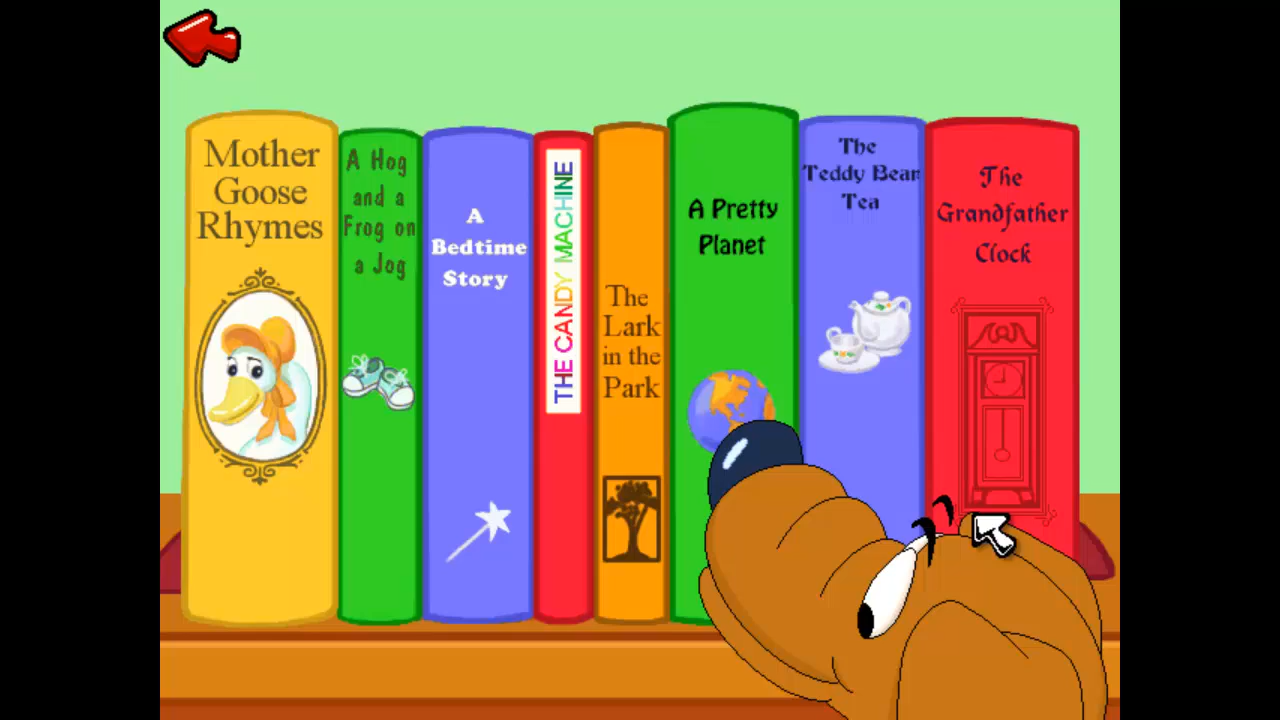 Mother
Goose
Rhymes
A Hog
and a
Frog on
a Jog
A
Bedtime
Story
THE CANDY MACHINE
The
Lark
in the
Park
A Pretty
Planet
The
Teddy Bear
Tea
The
Grandfather
Clock